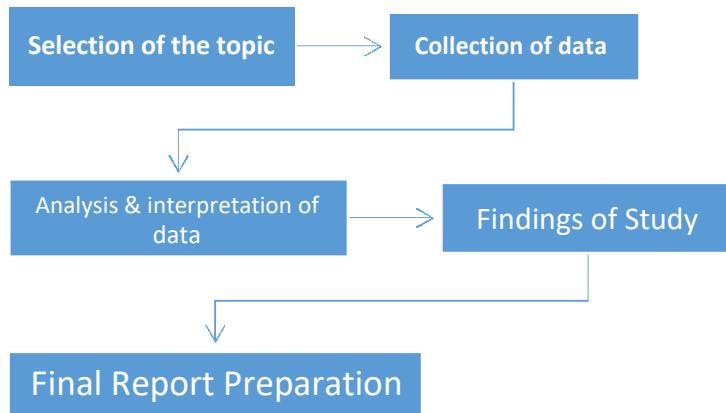 Selection of the topic
Collection of data
Analysis & interpretation of
data
Findings of Study
Final Report Preparation